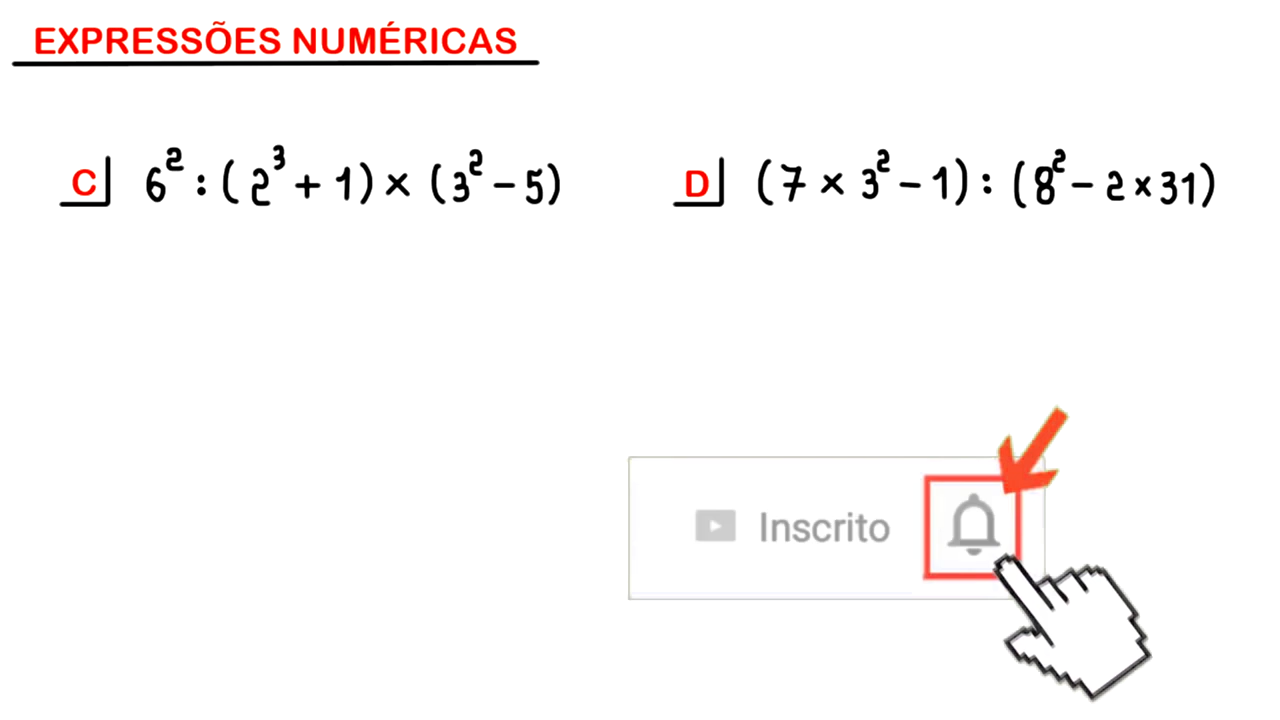 EXPRESSÕES NUMÉRICAS
C 6² : (2³ + 1) × (3² − 5)
D (7 × 3² − 1) : (8² − 2 × 31)
Inscrito